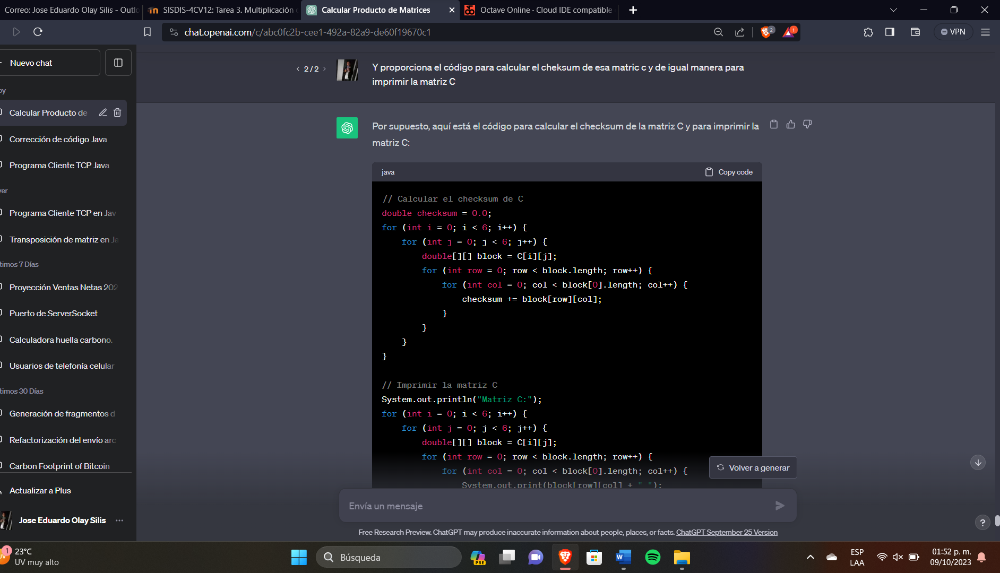 Correo: Jose Eduardo Olay Silis - Outlo
SISDIS-4CV12: Tarea 3. Multiplicación
Calcular Producto de Matrices
Octave Online · Cloud IDE compatible
chat.openai.com/c/abc0fc2b-cee1-492a-82a9-de60f19670c1
2
1
VPN
Nuevo chat
oy
Calcular Producto de
Corrección de código Java
Programa Cliente TCP Java
yer
Programa Cliente TCP en Jav
Transposición de matriz en Ja
timos 7 Días
Proyección Ventas Netas 202
Puerto de ServerSocket
Calculadora huella carbono.
Usuarios de telefonía celular
timos 30 Días
Generación de fragmentos d
Refactorización del envío arc
Carbon Footprint of Bitcoin
Actualizar a Plus
Jose Eduardo Olay Silis
2 / 2
Y proporciona el código para calcular el cheksum de esa matric c y de igual manera para
imprimir la matriz C
Por supuesto, aquí está el código para calcular el checksum de la matriz C y para imprimir la
matriz C:
java
Copy code
// Calcular el checksum de C
double checksum = 0.0;
for (int i = 0; i < 6; i++) {
for (int j = 0; j < 6; j++) {
double[][] block = C[i][j];
for (int row = 0; row < block.length; row++) {
for (int col = 0; col < block[0].length; col++) {
checksum += block[row][col];
}
}
}
}
// Imprimir la matriz C
System.out.println("Matriz C:");
for (int i = 0; i < 6; i++) {
for (int j = 0; j < 6; j++) {
double[][] block = C[i][j];
for (int row = 0; row < block.length; row++) {
for (int col = 0; col < block[0].length; col++) {
System.out.print(block[row][col] + " ");
Volver a generar
Envía un mensaje
Free Research Preview. ChatGPT may produce inaccurate information about people, places, or facts. ChatGPT September 25 Version
?
1
UV
23°C
UV muy alto
Búsqueda
PRE
W
ESP
LAA
01:52 p. m.
09/10/2023